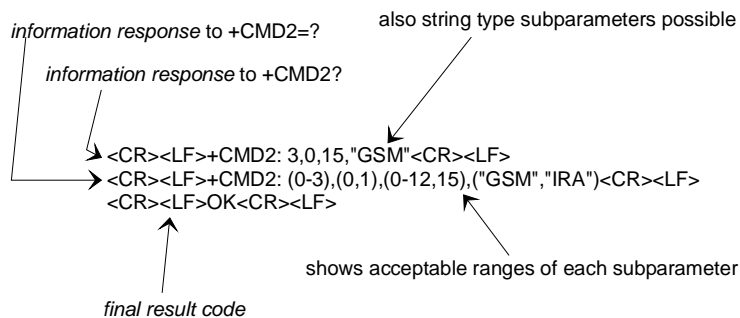 also string type subparameters possible
information response to +CMD2=?
information response to +CMD2?
<CR><LF>+CMD2: 3,0,15,"GSM"<CR><LF>
<CR><LF>+CMD2: (0-3),(0,1),(0-12,15),("GSM","IRA")<CR><LF>
<CR><LF>OK<CR><LF>
shows acceptable ranges of each subparameter
final result code